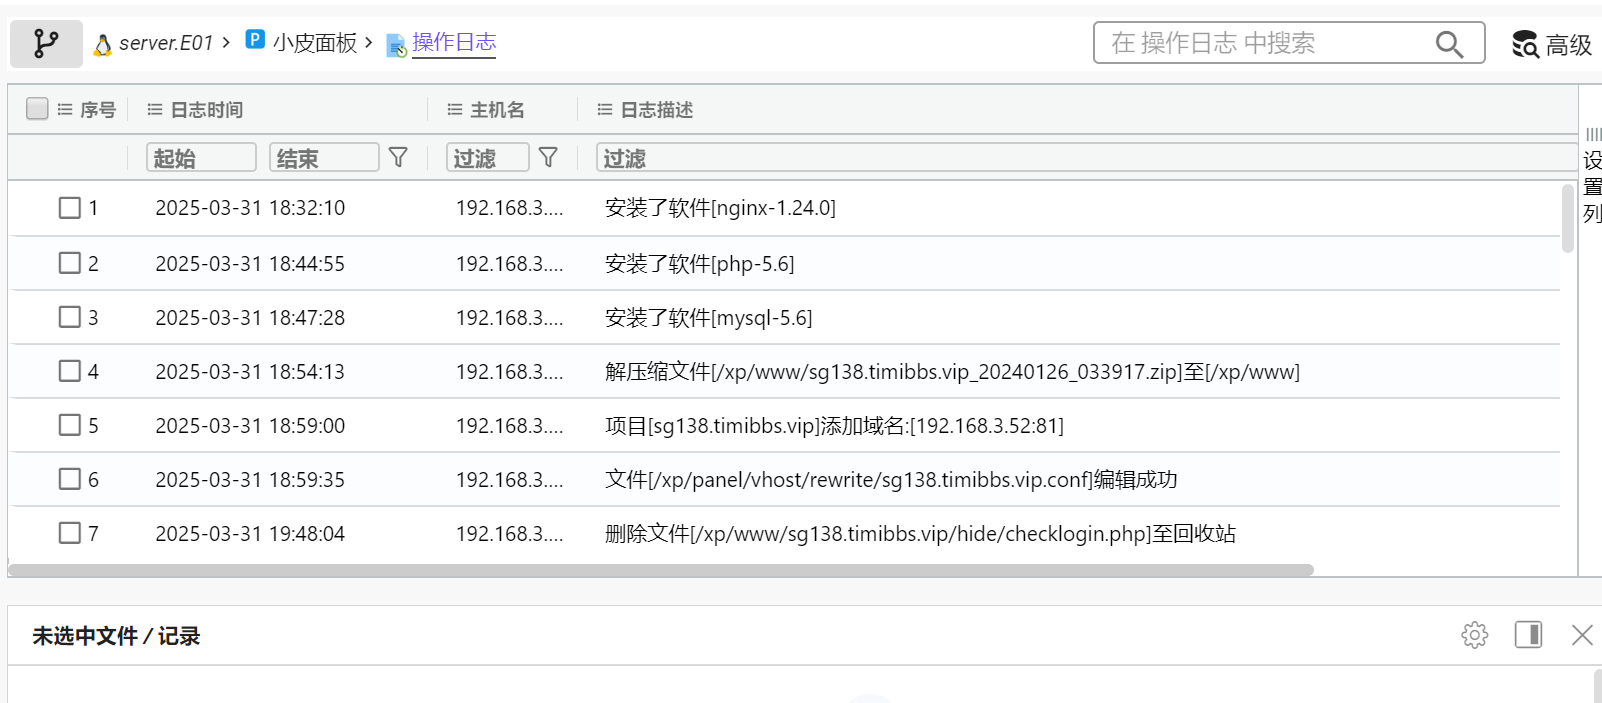 server.E01 › 小皮面板 › 操作日志
在 操作日志 中搜索
高级
序号 日志时间 主机名 日志描述
起始 结束 过滤 过滤
1 2025-03-31 18:32:10 192.168.3.... 安装了软件[nginx-1.24.0]
2 2025-03-31 18:44:55 192.168.3.... 安装了软件[php-5.6]
3 2025-03-31 18:47:28 192.168.3.... 安装了软件[mysql-5.6]
4 2025-03-31 18:54:13 192.168.3.... 解压缩文件[/xp/www/sg138.timibbs.vip_20240126_033917.zip]至[/xp/www]
5 2025-03-31 18:59:00 192.168.3.... 项目[sg138.timibbs.vip]添加域名:[192.168.3.52:81]
6 2025-03-31 18:59:35 192.168.3.... 文件[/xp/panel/vhost/rewrite/sg138.timibbs.vip.conf]编辑成功
7 2025-03-31 19:48:04 192.168.3.... 删除文件[/xp/www/sg138.timibbs.vip/hide/checklogin.php]至回收站
设置列
未选中文件 / 记录